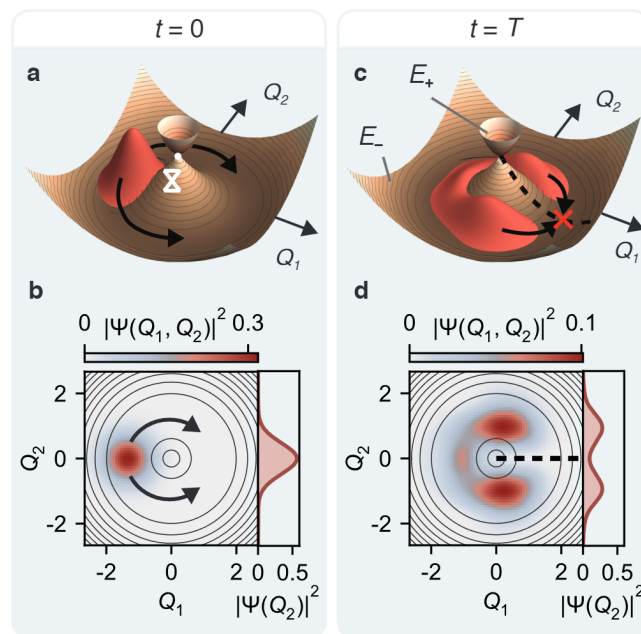 t = 0
a
Q₂
Q₁
b
0 |Ψ(Q₁, Q₂)|² 0.3
2
0
-2
Q₂
-2 0 2 0 0.5
Q₁ |Ψ(Q₂)|²
t = T
c
E₊
E₋
Q₂
Q₁
d
0 |Ψ(Q₁, Q₂)|² 0.1
2
0
-2
Q₂
-2 0 2 0 0.5
Q₁ |Ψ(Q₂)|²